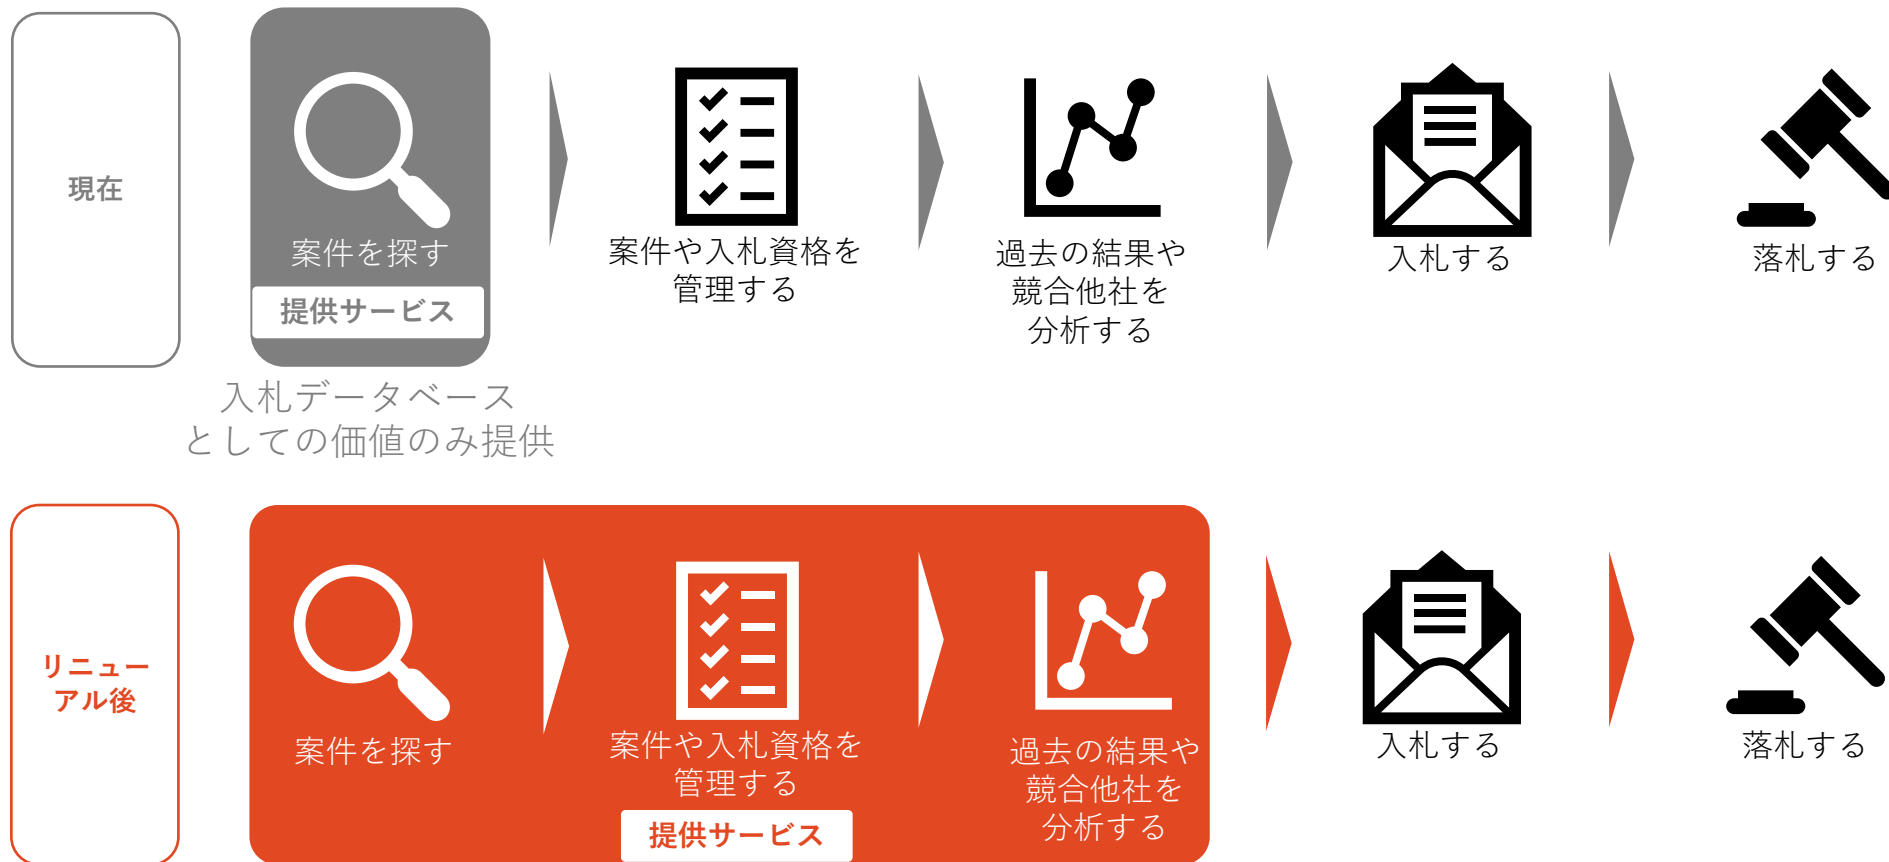 現在
案件を探す
提供サービス
入札データベース
としての価値のみ提供
案件や入札資格を
管理する
過去の結果や
競合他社を
分析する
入札する
落札する
リニュー
アル後
案件を探す
案件や入札資格を
管理する
提供サービス
過去の結果や
競合他社を
分析する
入札する
落札する